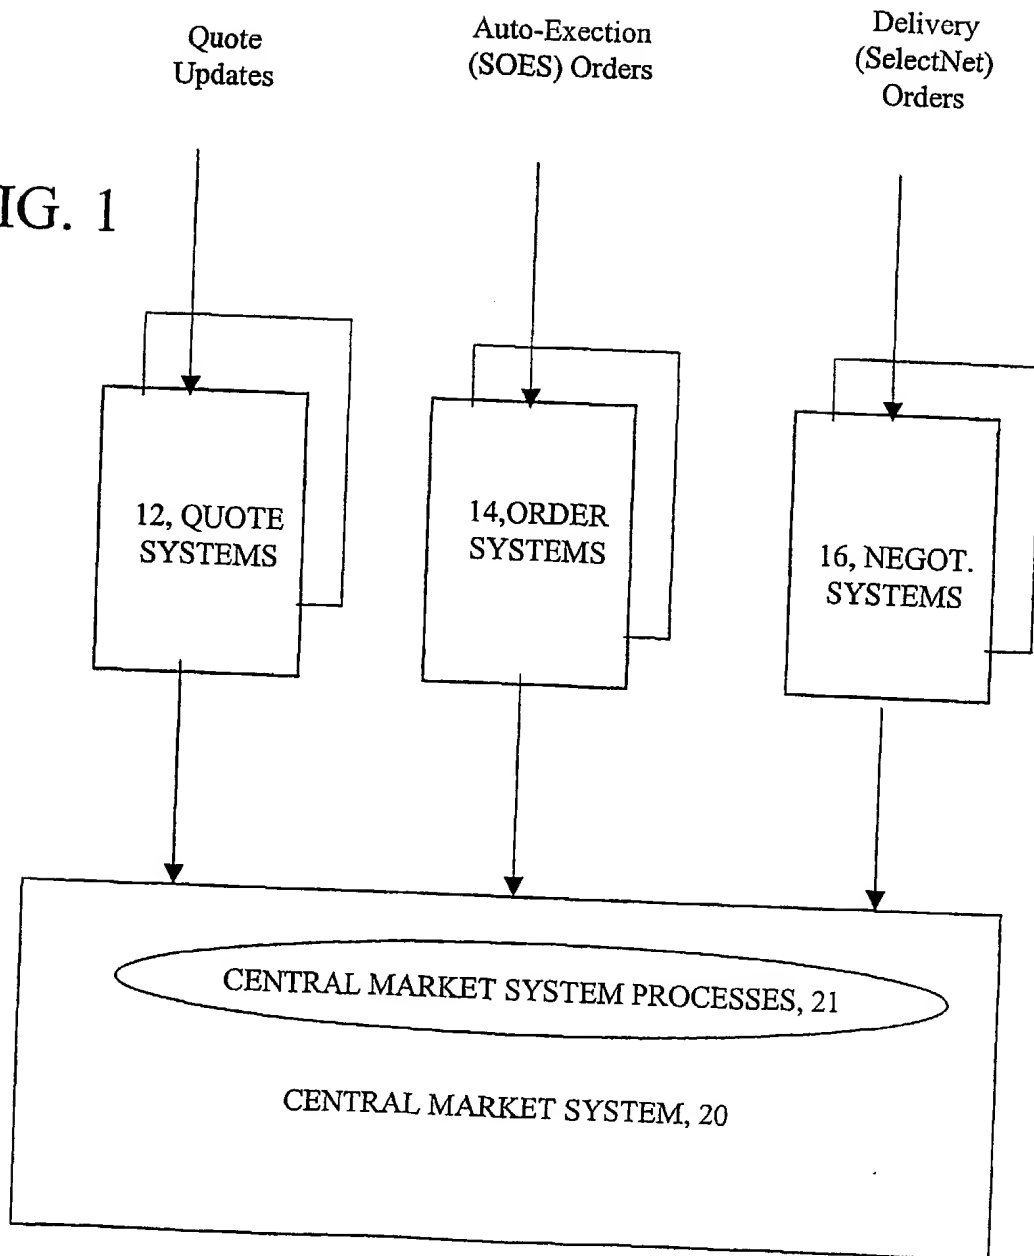 Quote
Updates
Auto-Exection
(SOES) Orders
Delivery
(SelectNet)
Orders
IG. 1
12, QUOTE
SYSTEMS
14,ORDER
SYSTEMS
16, NEGOT.
SYSTEMS
CENTRAL MARKET SYSTEM PROCESSES, 21
CENTRAL MARKET SYSTEM, 20